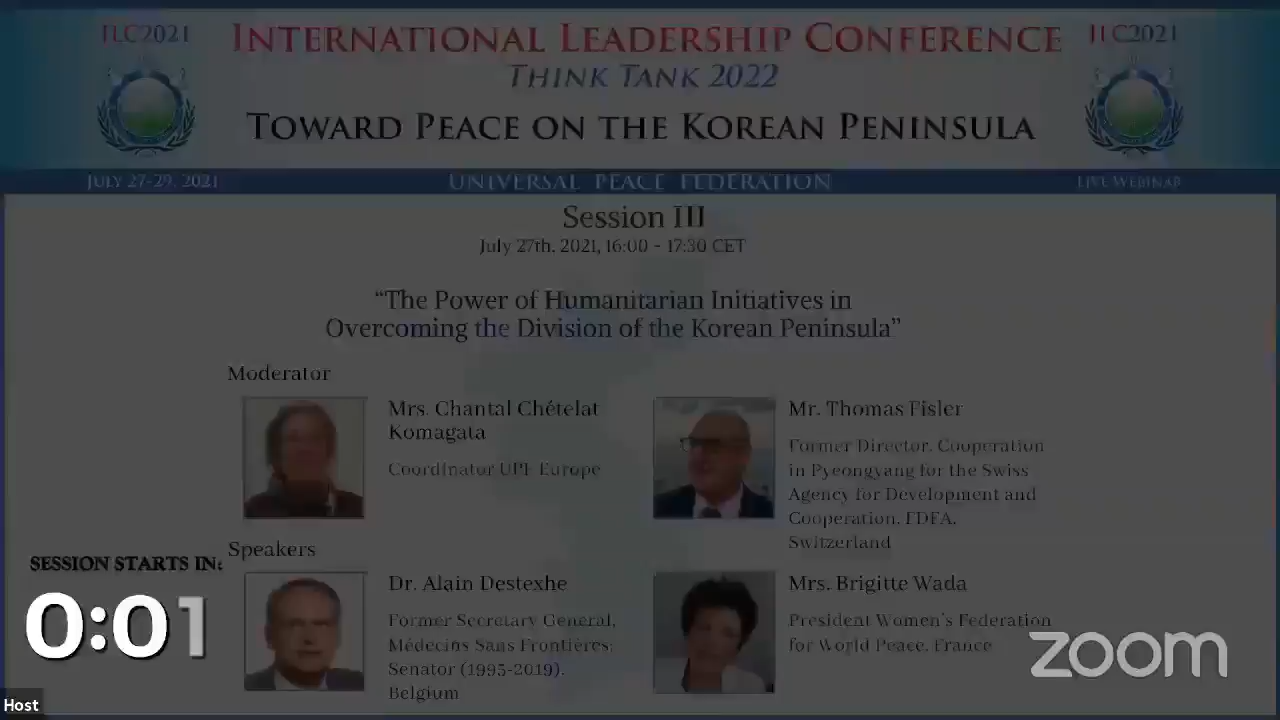 ILC2021
INTERNATIONAL LEADERSHIP CONFERENCE
ILC2021
THINK TANK 2022
TOWARD PEACE ON THE KOREAN PENINSULA
JULY 27-29, 2021
UNIVERSAL PEACE FEDERATION
LIVE WEBINAR
Session III
July 27th, 2021, 16:00 - 17:30 CET
“The Power of Humanitarian Initiatives in
Overcoming the Division of the Korean Peninsula”
Moderator
Mrs. Chantal Chételat
Komagata
Coordinator UPF Europe
Mr. Thomas Fisler
Former Director, Cooperation
in Pyeongyang for the Swiss
Agency for Development and
Cooperation, FDFA,
Switzerland
SESSION STARTS IN:
0:01
Speakers
Dr. Alain Destexhe
Former Secretary General,
Médecins Sans Frontières;
Senator (1995-2019),
Belgium
Mrs. Brigitte Wada
President Women's Federation
for World Peace, France
zoom
Host